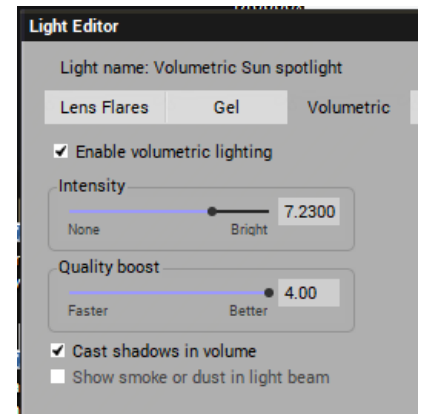 Light Editor
Light name: Volumetric Sun spotlight
Lens Flares Gel Volumetric
Enable volumetric lighting
Intensity
7.2300
None Bright
Quality boost
4.00
Faster Better
Cast shadows in volume
Show smoke or dust in light beam